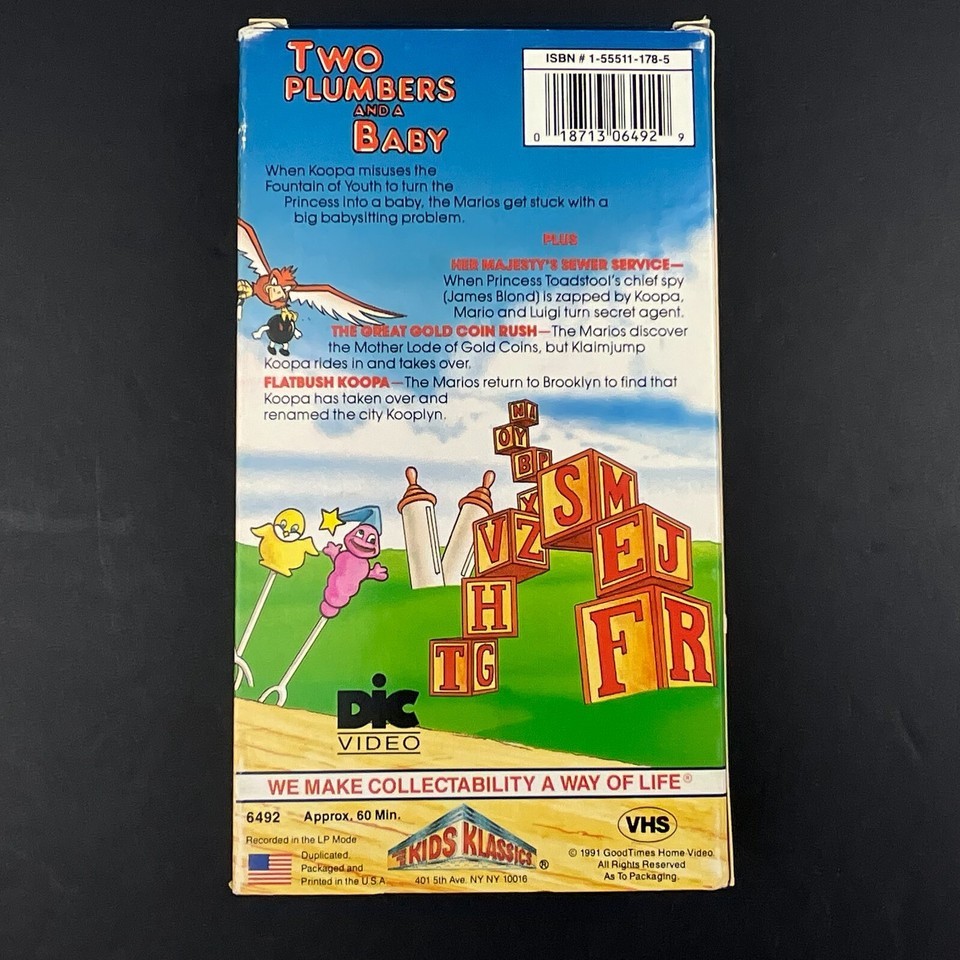 TWO
PLUMBERS
AND A
BABY
ISBN # 1-55511-178-5
0 18713 06492 9
When Koopa misuses the
Fountain of Youth to turn the
Princess into a baby, the Marios get stuck with a
big babysitting problem.
PLUS
HER MAJESTY'S SEWER SERVICE—
When Princess Toadstool's chief spy
(James Blond) is zapped by Koopa,
Mario and Luigi turn secret agent.
THE GREAT GOLD COIN RUSH—The Marios discover
the Mother Lode of Gold Coins, but Klaimjump
Koopa rides in and takes over.
FLATBUSH KOOPA—The Marios return to Brooklyn to find that
Koopa has taken over and
renamed the city Kooplyn.
N A
O Y
B P
X
S M
V Z
E J
H
F R
T G
DIC
VIDEO
WE MAKE COLLECTABILITY A WAY OF LIFE®
6492 Approx. 60 Min.
Recorded in the LP Mode
Duplicated,
Packaged and
Printed in the U.S.A.
KIDS KLASSICS®
401 5th Ave. NY NY 10016
VHS
© 1991 GoodTimes Home Video.
All Rights Reserved
As To Packaging.